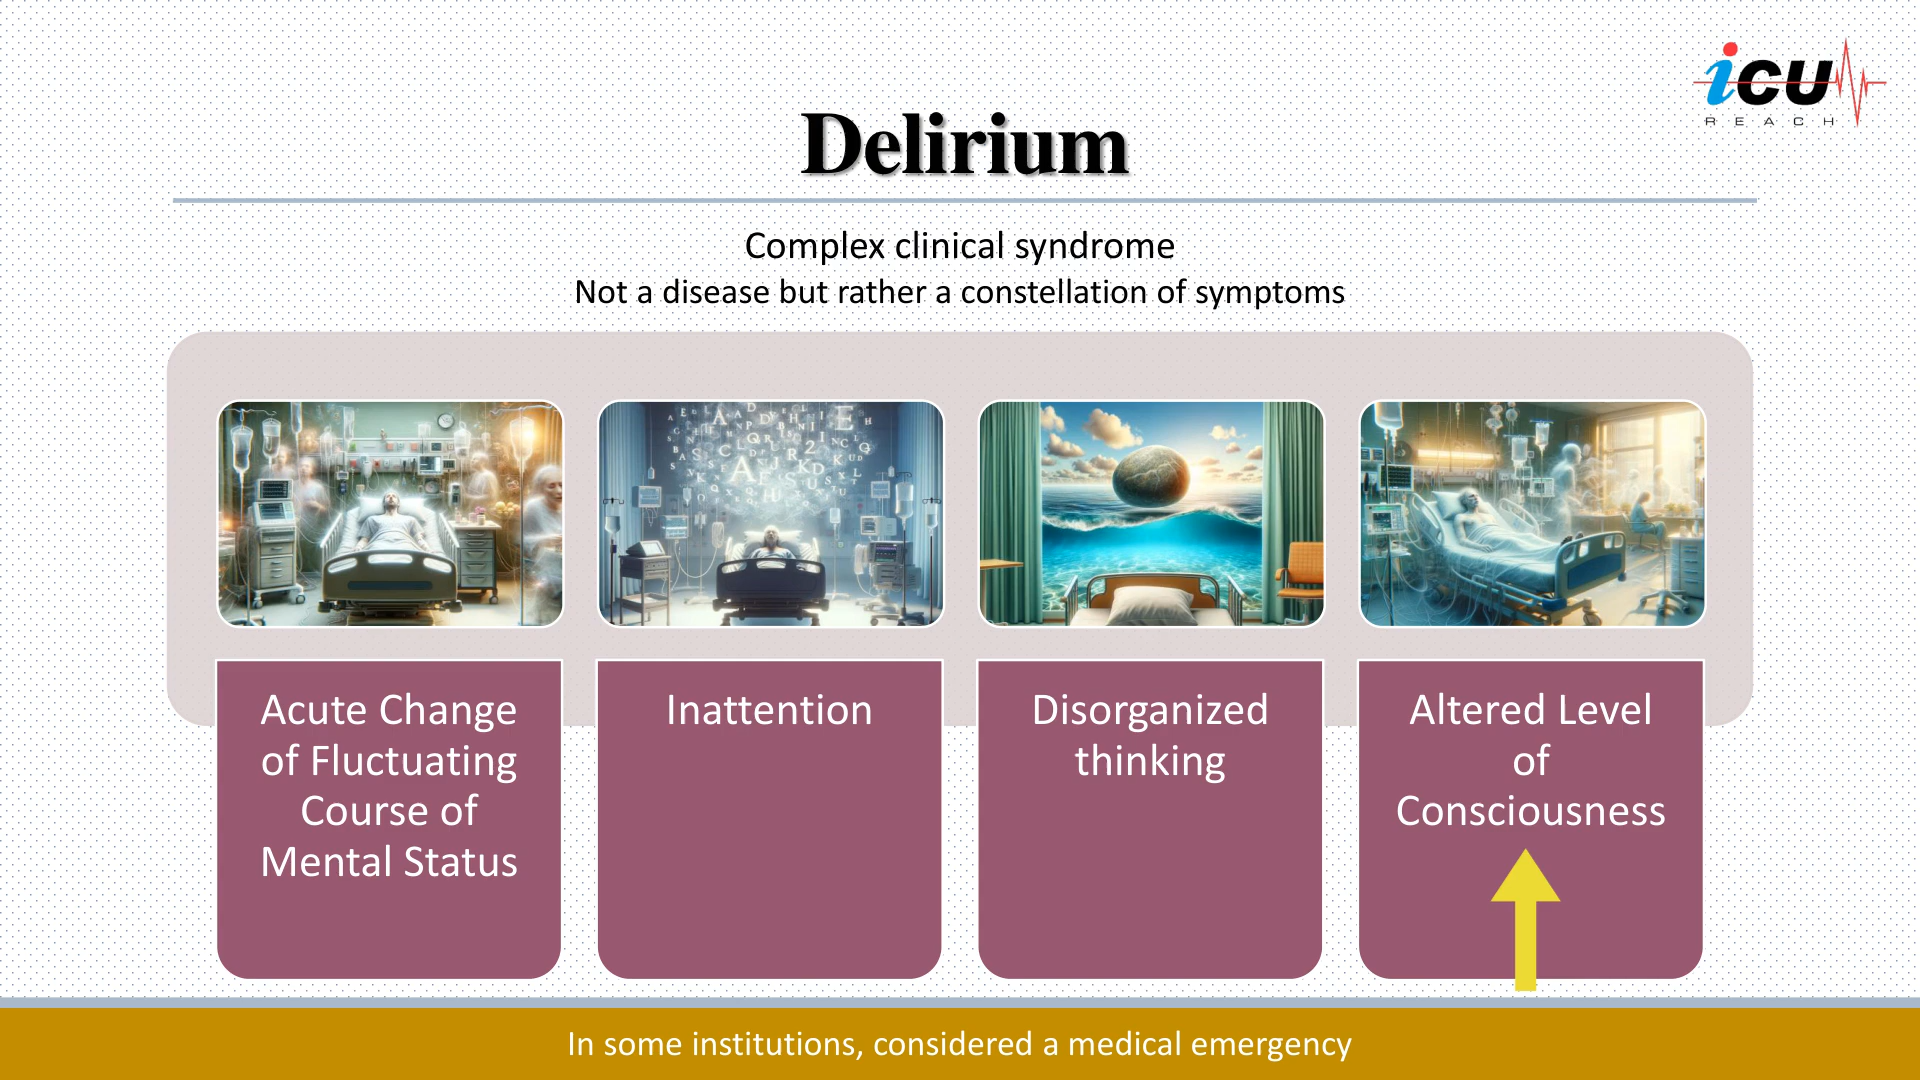 icu
REACH
Delirium
Complex clinical syndrome
Not a disease but rather a constellation of symptoms
Acute Change
of Fluctuating
Course of
Mental Status
Inattention
Disorganized
thinking
Altered Level
of
Consciousness
In some institutions, considered a medical emergency